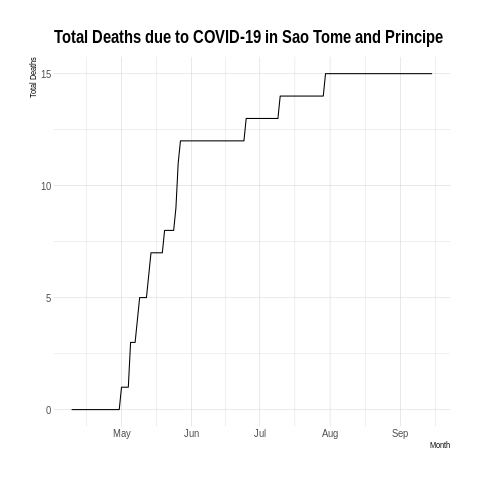 Total Deaths due to COVID-19 in Sao Tome and Principe
Total Deaths
15
10
5
0
May Jun Jul Aug Sep
Month